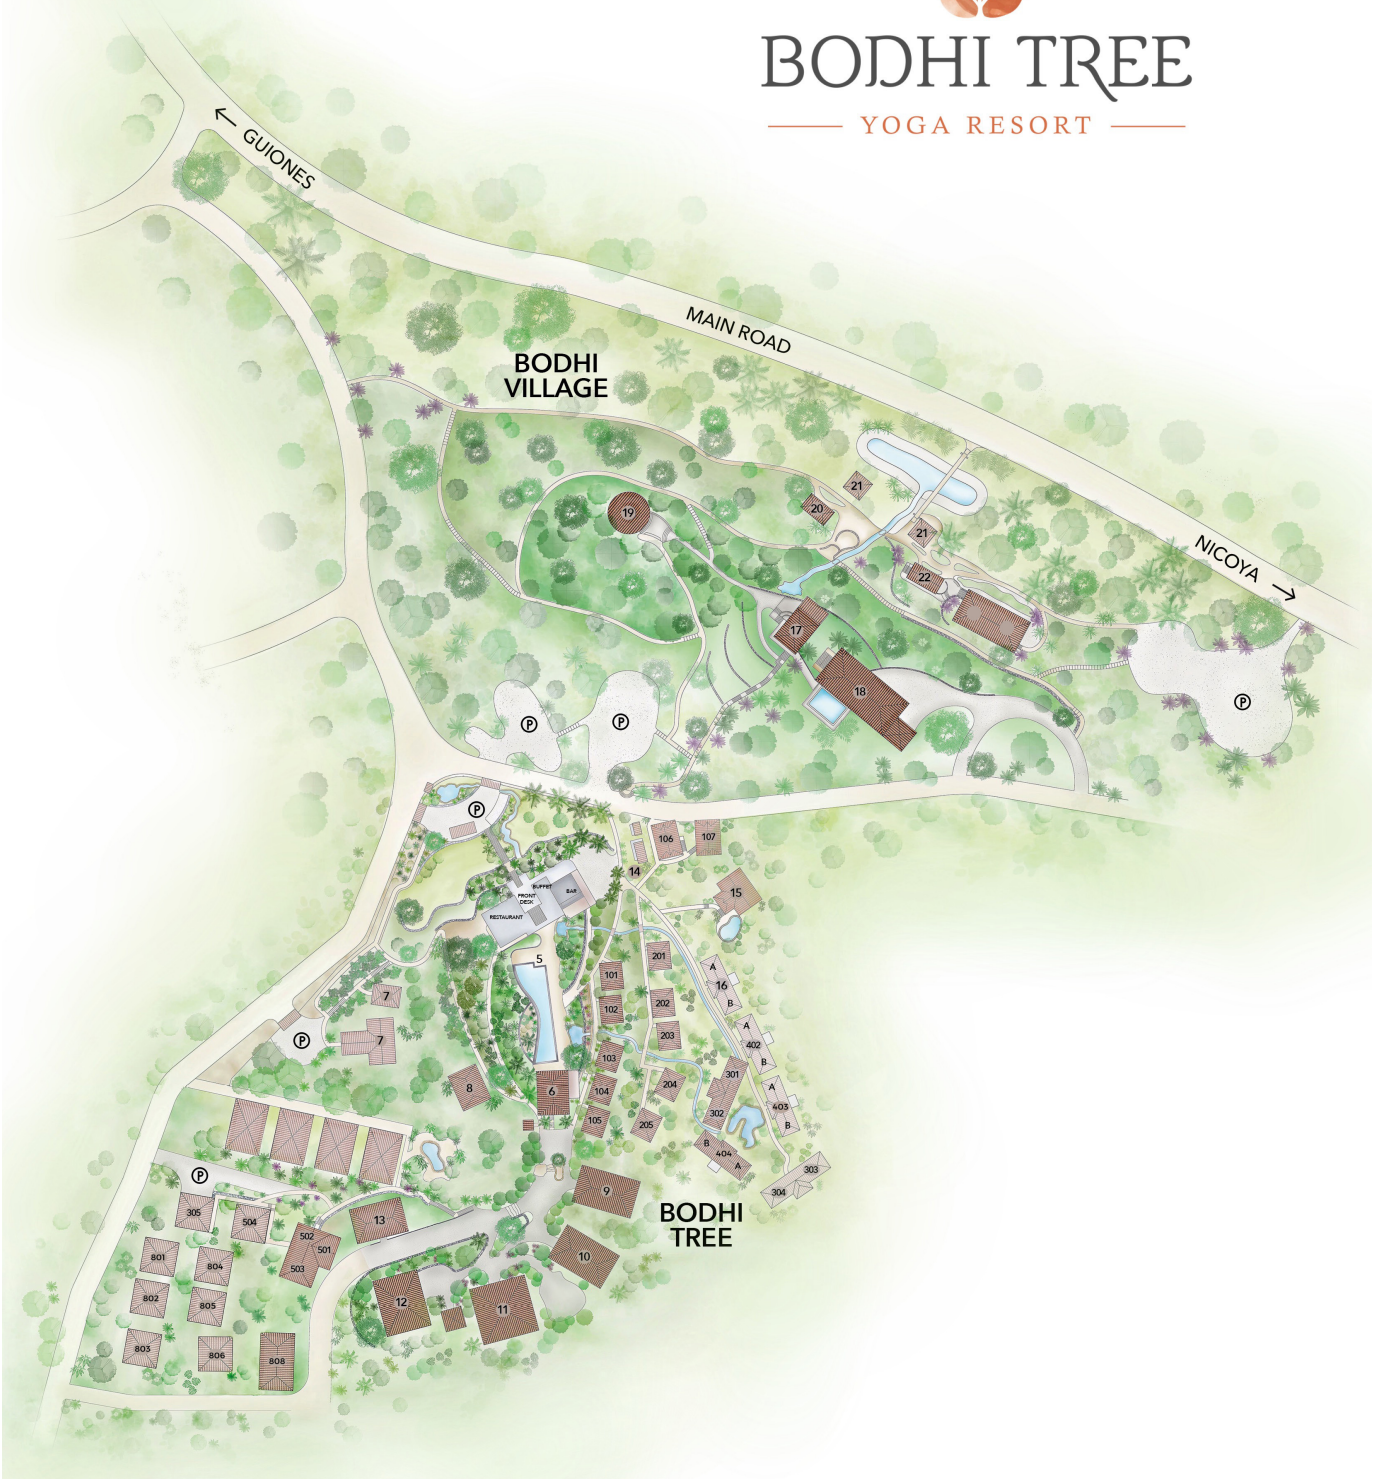 BODHI TREE
YOGA RESORT
← GUIONES
MAIN ROAD
BODHI
VILLAGE
NICOYA →
21
20
19
21
22
17
18
P
P
P
P
106
107
14
BUFFET
BAR
FRONT
DESK
RESTAURANT
15
5
201
101
A
16
B
7
102
202
7
203
A
402
B
P
103
301
8
6
104
204
A
403
B
302
105
205
B
404
A
P
303
304
9
305
504
13
BODHI
TREE
502
501
503
801
804
10
802
805
12
11
803
806
808